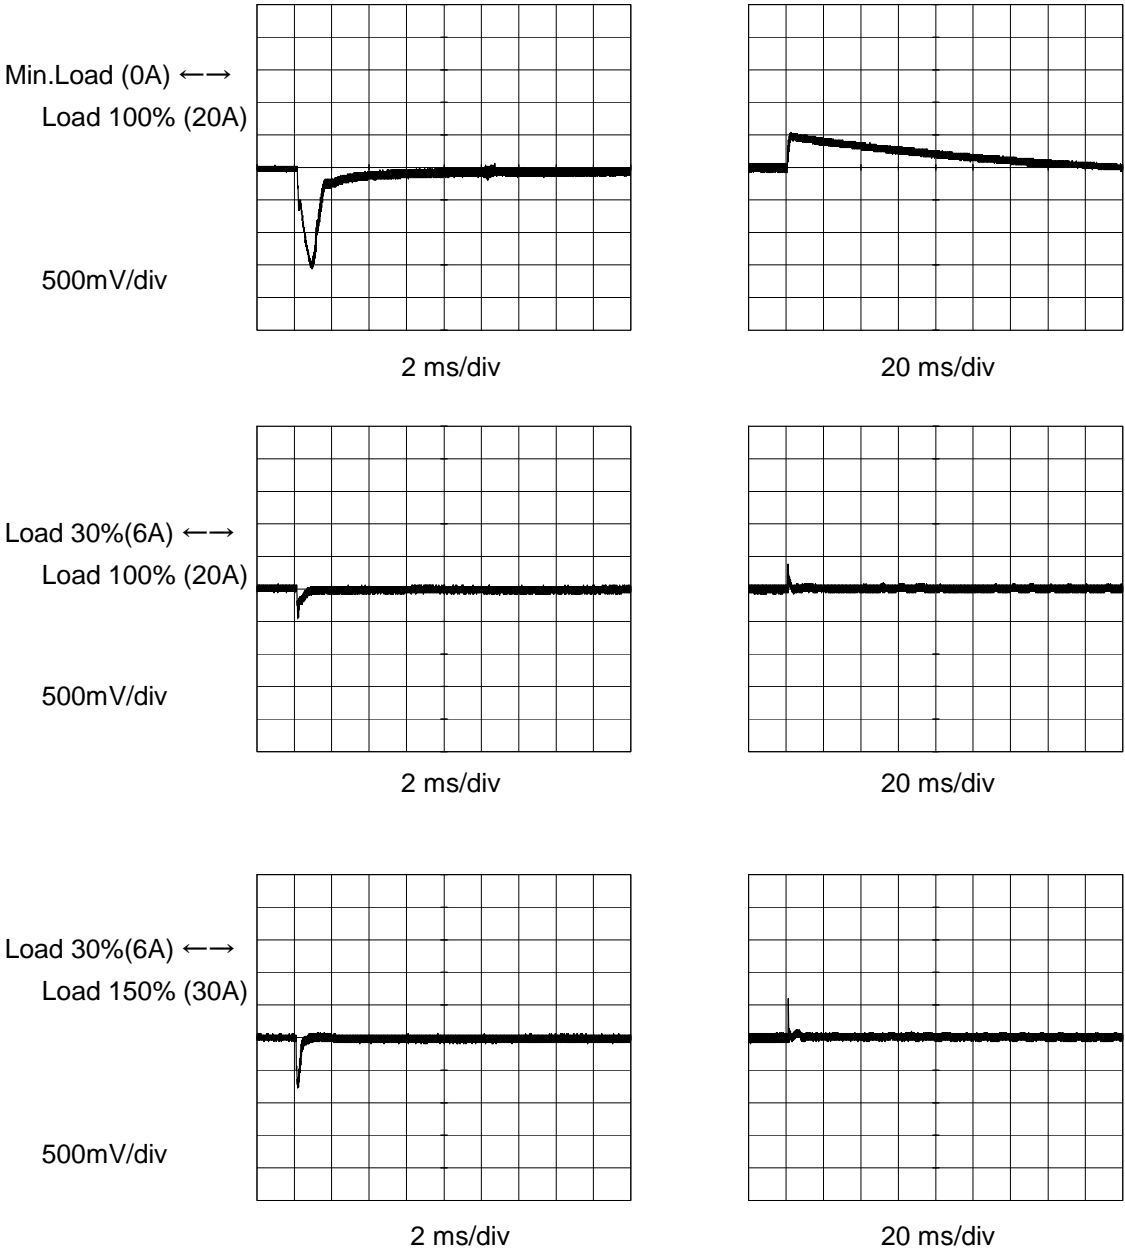 Min.Load (0A) ←→
Load 100% (20A)
500mV/div
2 ms/div
20 ms/div
Load 30%(6A) ←→
Load 100% (20A)
500mV/div
2 ms/div
20 ms/div
Load 30%(6A) ←→
Load 150% (30A)
500mV/div
2 ms/div
20 ms/div